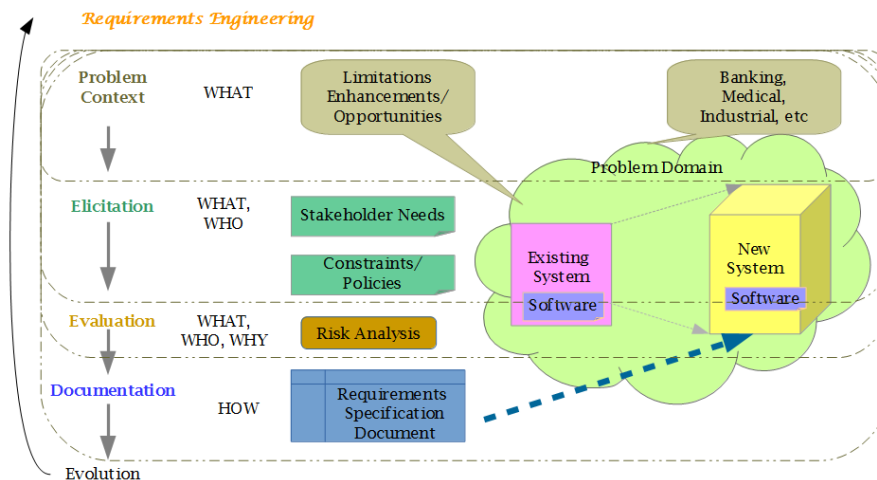 Requirements Engineering
Problem
Context
WHAT
Limitations
Enhancements/
Opportunities
Banking,
Medical,
Industrial, etc
Problem Domain
Elicitation
WHAT,
WHO
Stakeholder Needs
Constraints/
Policies
Existing
System
Software
New
System
Software
Evaluation
WHAT,
WHO, WHY
Risk Analysis
Documentation
HOW
Requirements
Specification
Document
Evolution